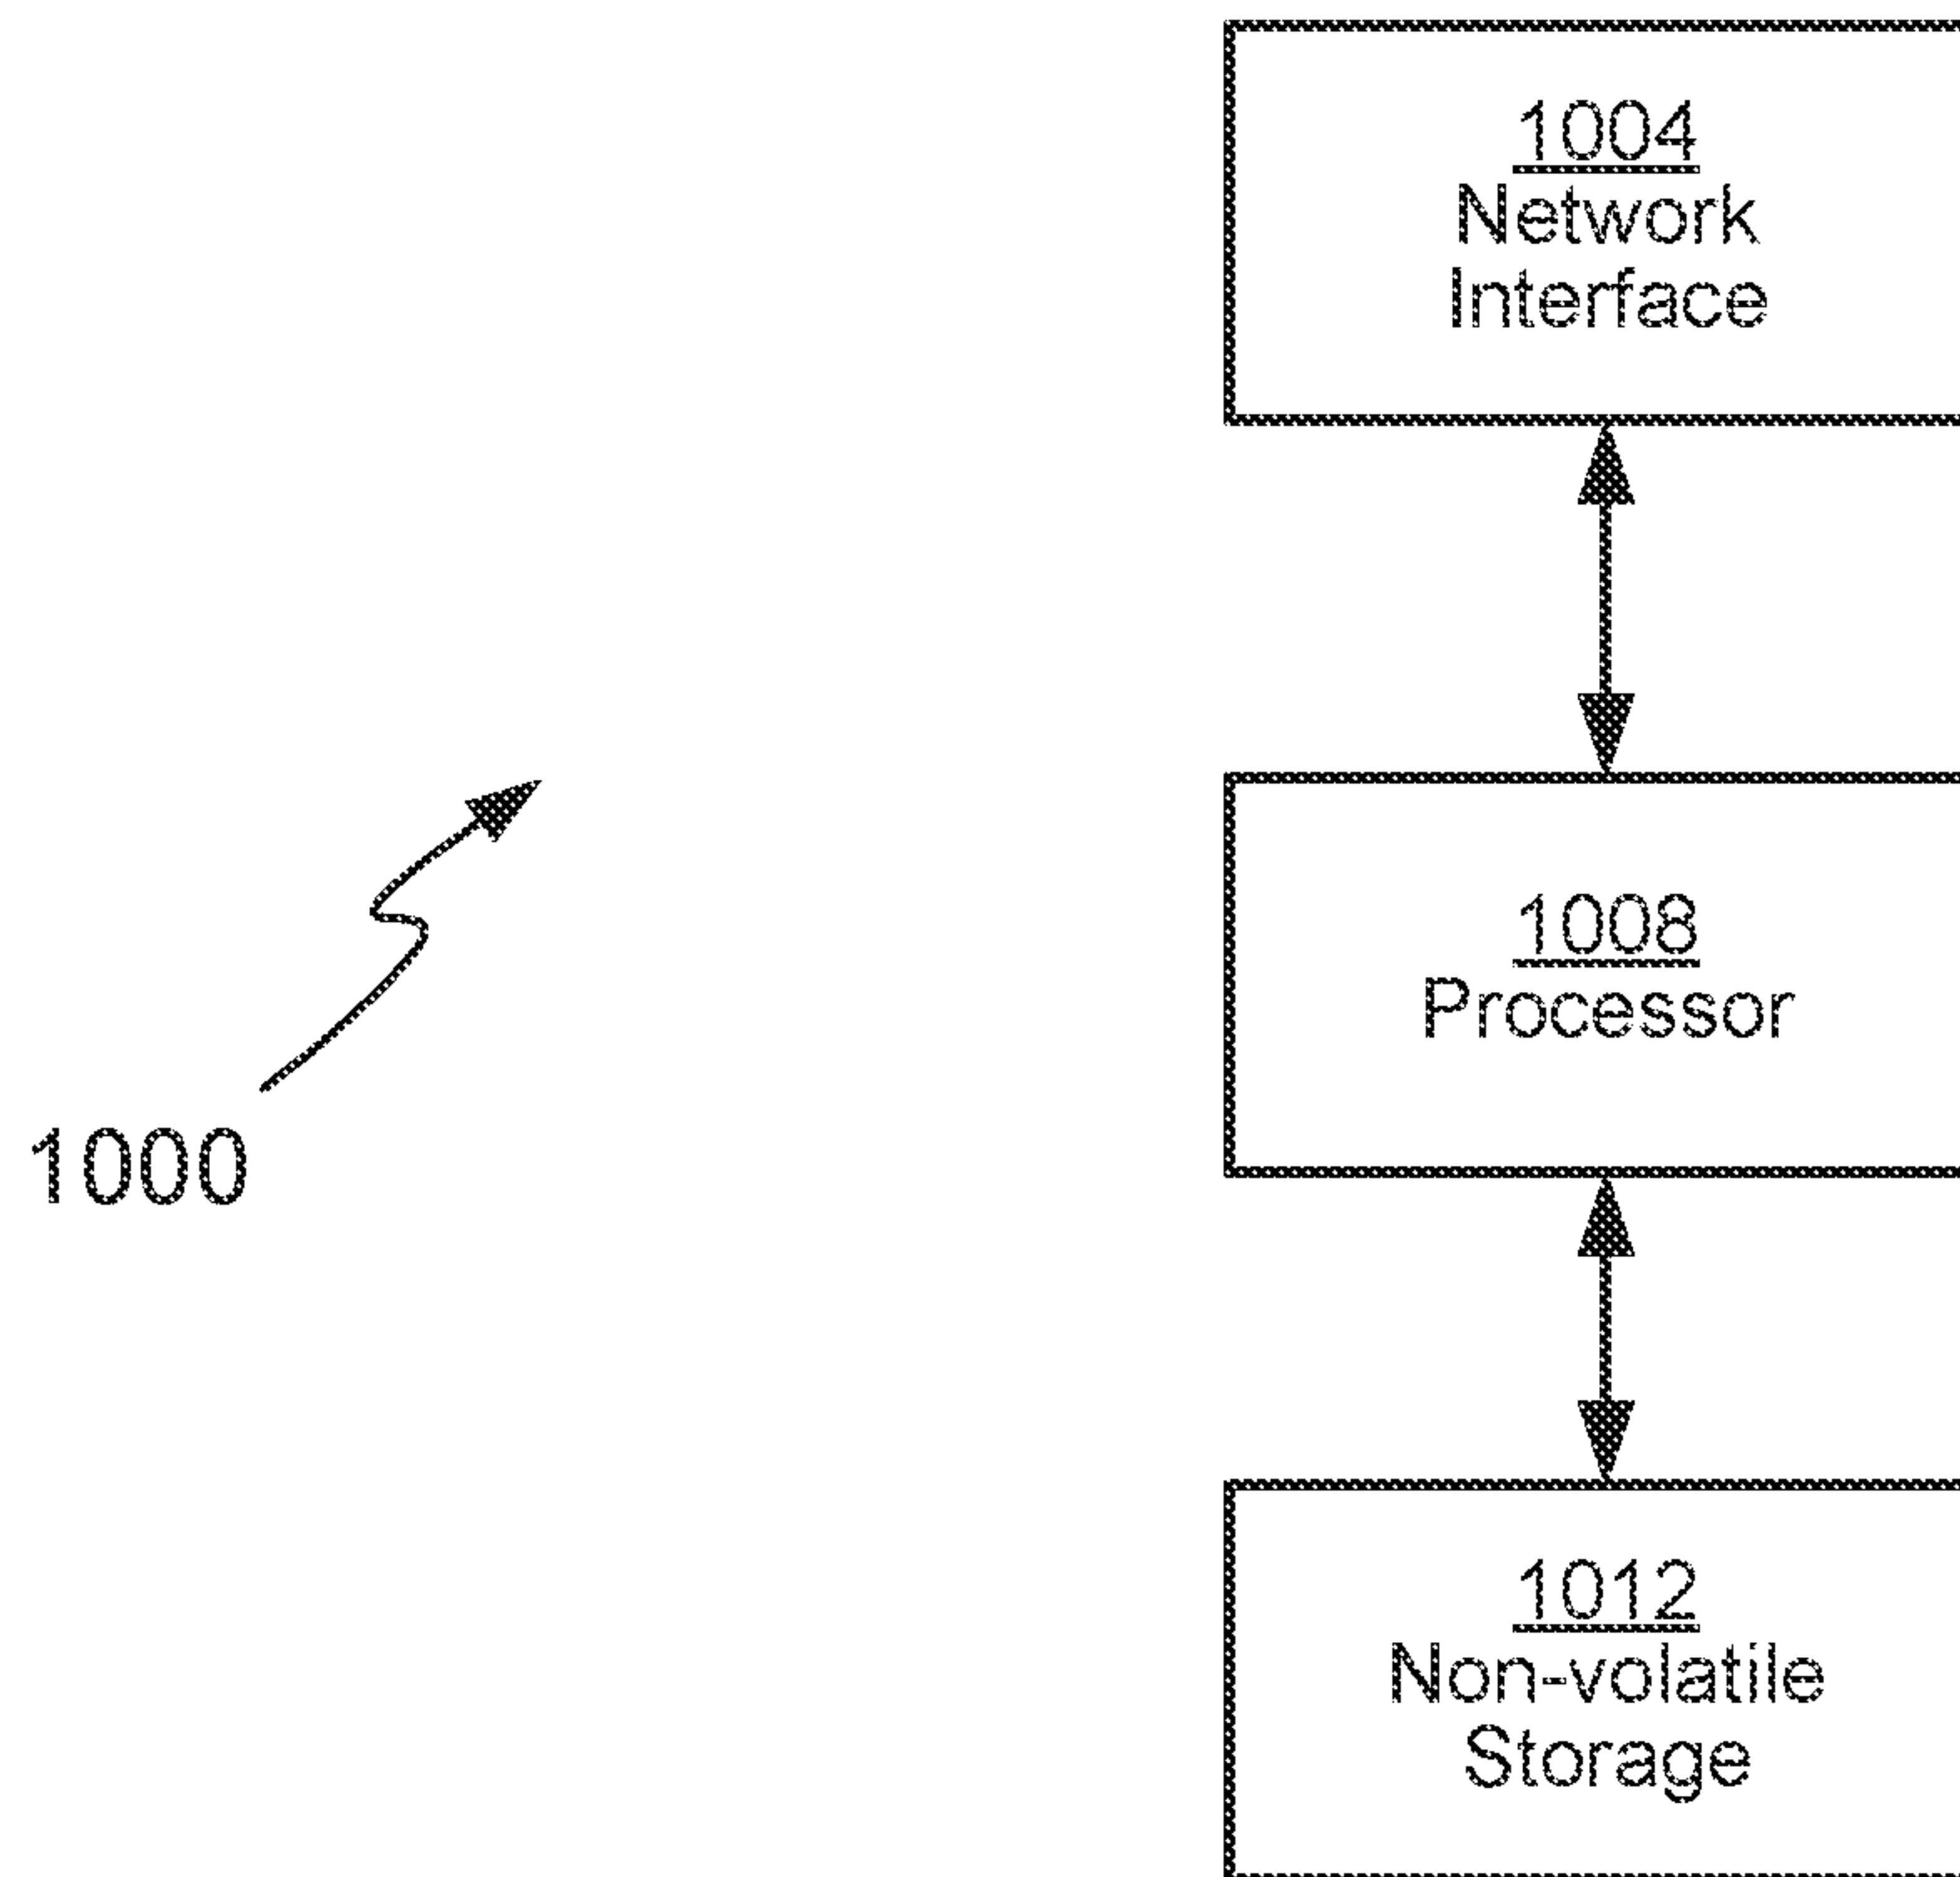 1004
Network
Interface
1008
Processor
1000
1012
Non-volatile
Storage